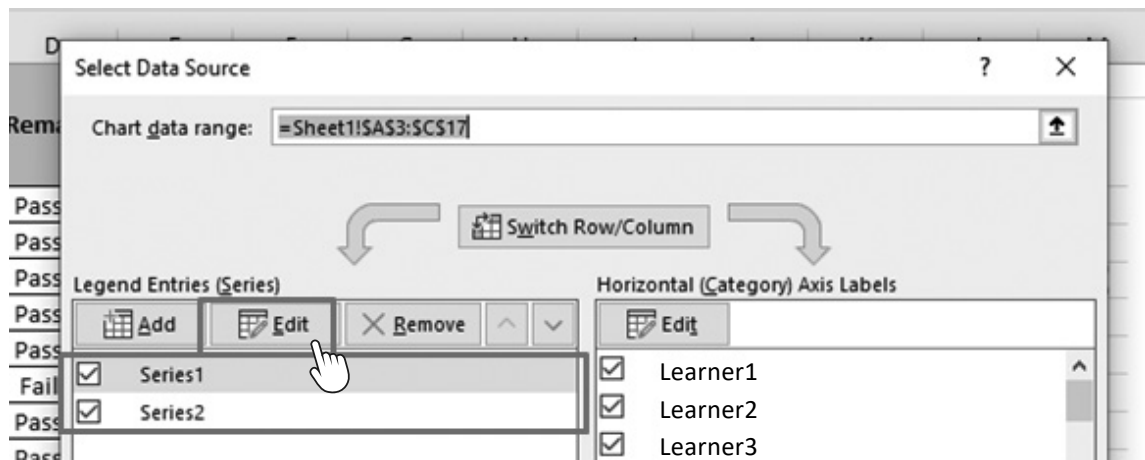 Select Data Source ? ×
Rema
Chart data range: =Sheet1!$A$3:$C$17
Pass
Pass
Switch Row/Column
Pass
Legend Entries (Series) Horizontal (Category) Axis Labels
Pass
Add Edit Remove Edit
Pass
Series1 Learner1
Fail
Series2 Learner2
Pass
Learner3